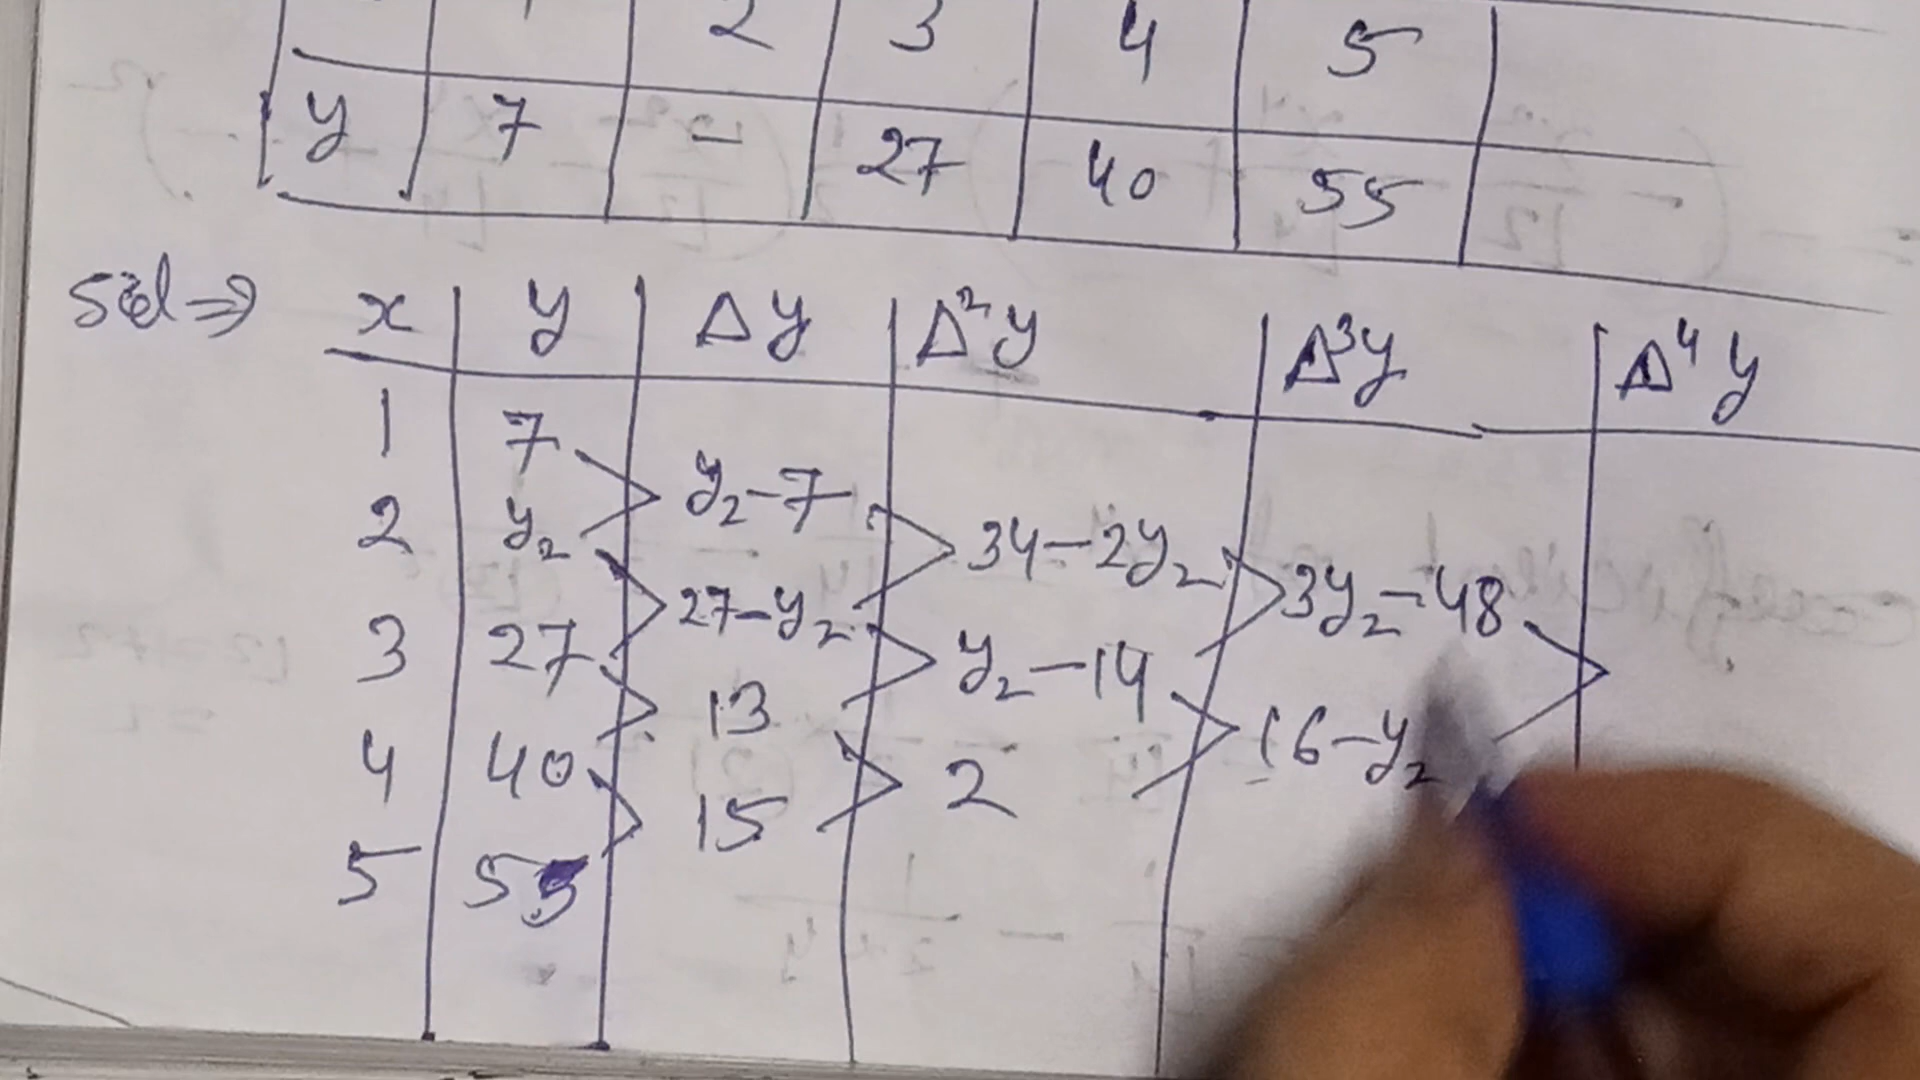 1 2 3 4 5
y 7 - 27 40 55
Sol ⇒ x y Δy Δ²y Δ³y Δ⁴y
1 7
y₂-7
2 y₂ 34-2y₂
27-y₂ 3y₂-48
3 27 y₂-14
13 16-y₂
4 40 2
15
5 55